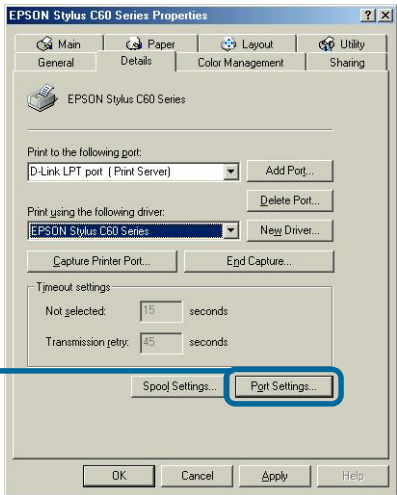 EPSON Stylus C60 Series Properties ? X
Main Paper Layout Utility
General Details Color Management Sharing
EPSON Stylus C60 Series
Print to the following port:
D-Link LPT port ( Print Server) Add Port...
Delete Port...
Print using the following driver:
EPSON Stylus C60 Series New Driver...
Capture Printer Port... End Capture...
Timeout settings
Not selected: 15 seconds
Transmission retry: 45 seconds
Spool Settings... Port Settings...
OK Cancel Apply Help